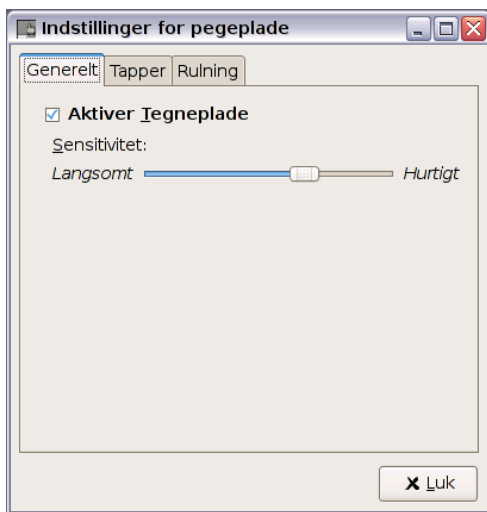 Indstillinger for pegeplade
Generelt Tapper Rulning
Aktiver Tegneplade
Sensitivitet:
Langsomt Hurtigt
Luk